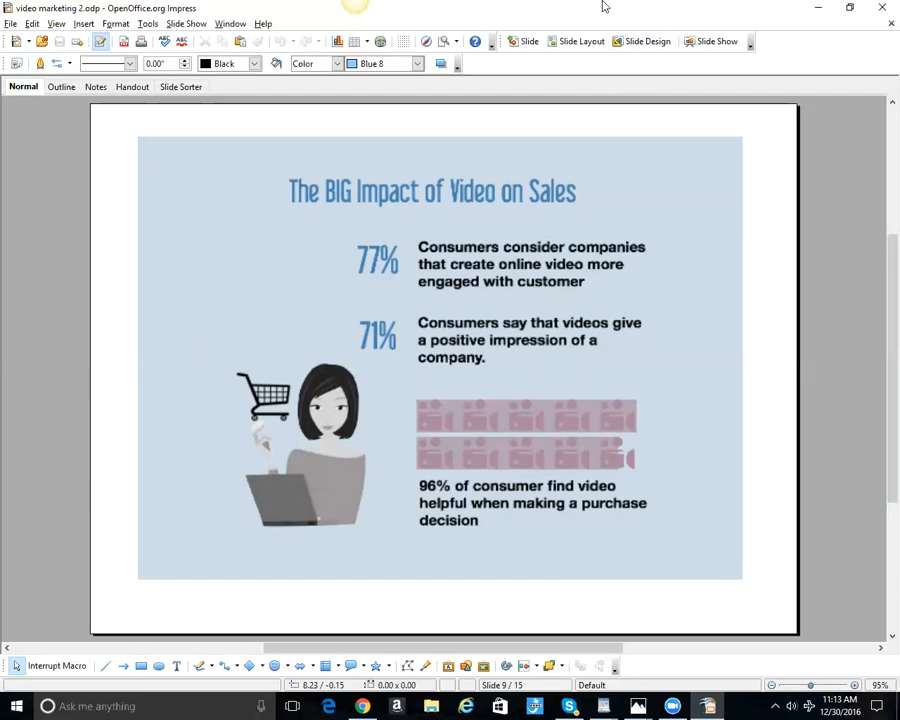 video marketing 2.odp - OpenOffice.org Impress
File Edit View Insert Format Tools Slide Show Window Help
Slide Slide Layout Slide Design Slide Show
0.00" Black Color Blue 8
Normal Outline Notes Handout Slide Sorter
The BIG Impact of Video on Sales
77% Consumers consider companies
that create online video more
engaged with customer
71% Consumers say that videos give
a positive impression of a
company.
96% of consumer find video
helpful when making a purchase
decision
Interrupt Macro
8.23 / -0.15 0.00 x 0.00 Slide 9 / 15 Default 95%
Ask me anything
11:13 AM
12/30/2016